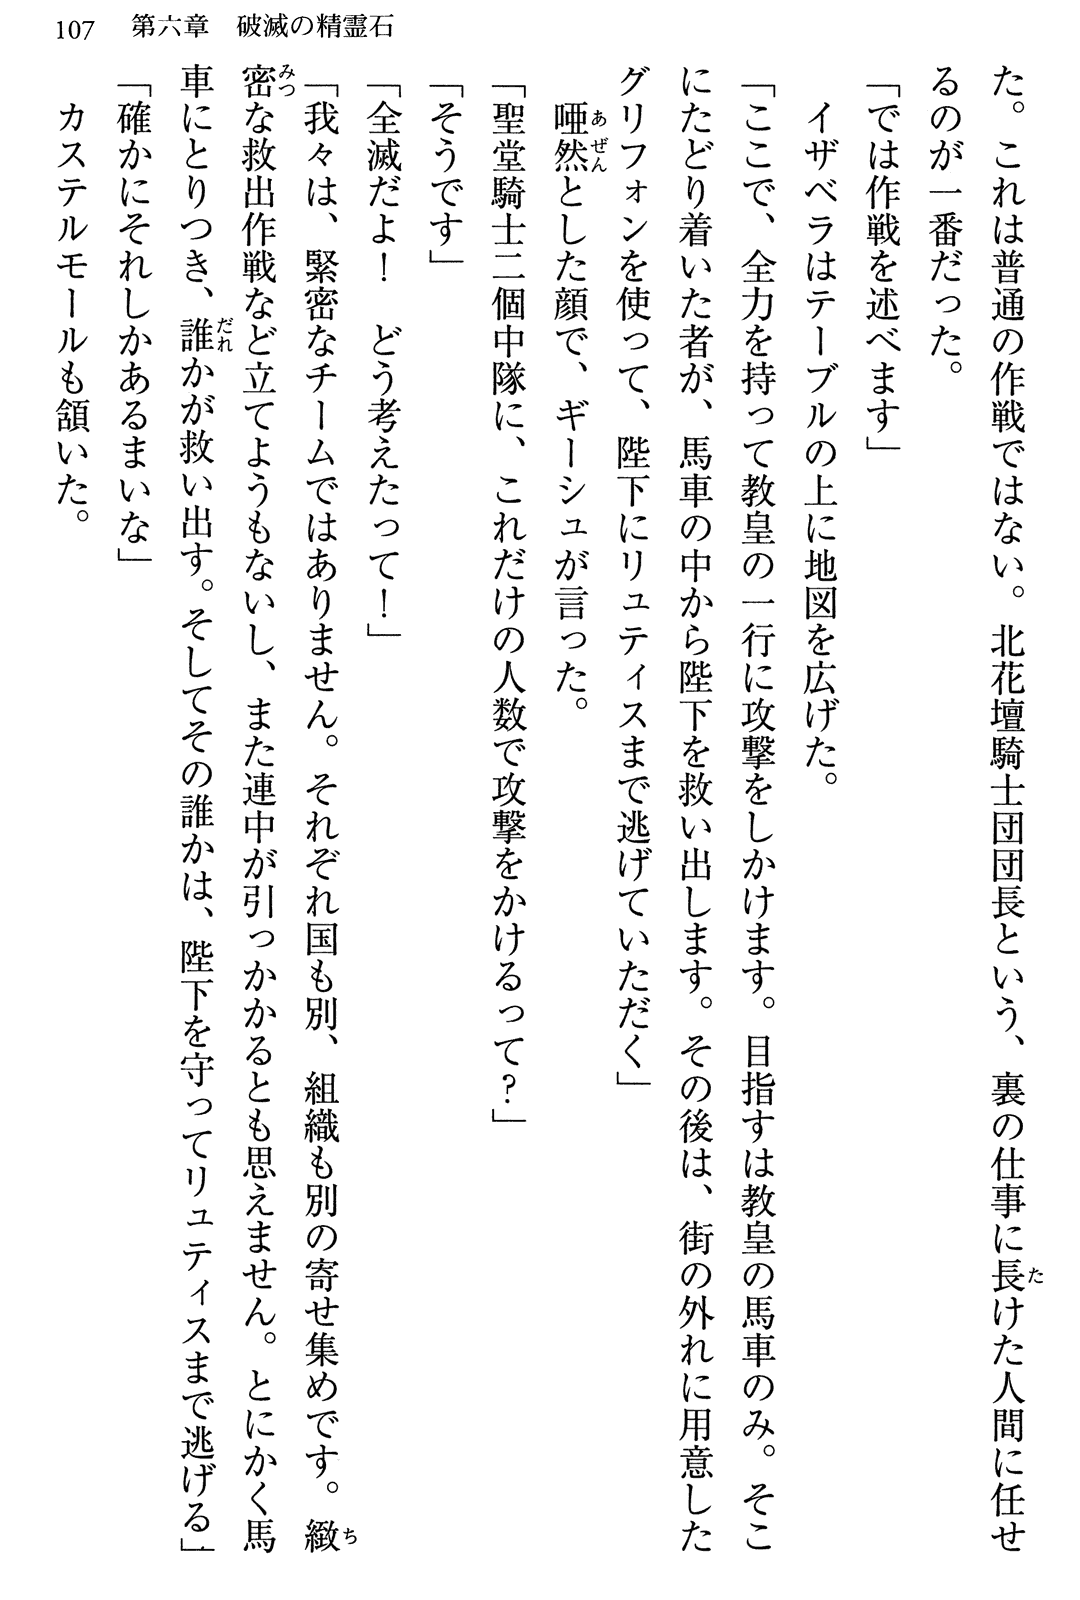 107　第六章　破滅の精霊石
た。これは普通の作戦ではない。北花壇騎士団団長という、裏の仕事に長けた人間に任せ
るのが一番だった。
「では作戦を述べます」
　イザベラはテーブルの上に地図を広げた。
「ここで、全力を持って教皇の一行に攻撃をしかけます。目指すは教皇の馬車のみ。そこ
にたどり着いた者が、馬車の中から陛下を救い出します。その後は、街の外れに用意した
グリフォンを使って、陛下にリュティスまで逃げていただく」
　唖然とした顔で、ギーシュが言った。
「聖堂騎士二個中隊に、これだけの人数で攻撃をかけるって？」
「そうです」
「全滅だよ！　どう考えたって！」
「我々は、緊密なチームではありません。それぞれ国も別、組織も別の寄せ集めです。緻
密な救出作戦など立てようもないし、また連中が引っかかるとも思えません。とにかく馬
車にとりつき、誰かが救い出す。そしてその誰かは、陛下を守ってリュティスまで逃げる」
「確かにそれしかあるまいな」
　カステルモールも頷いた。